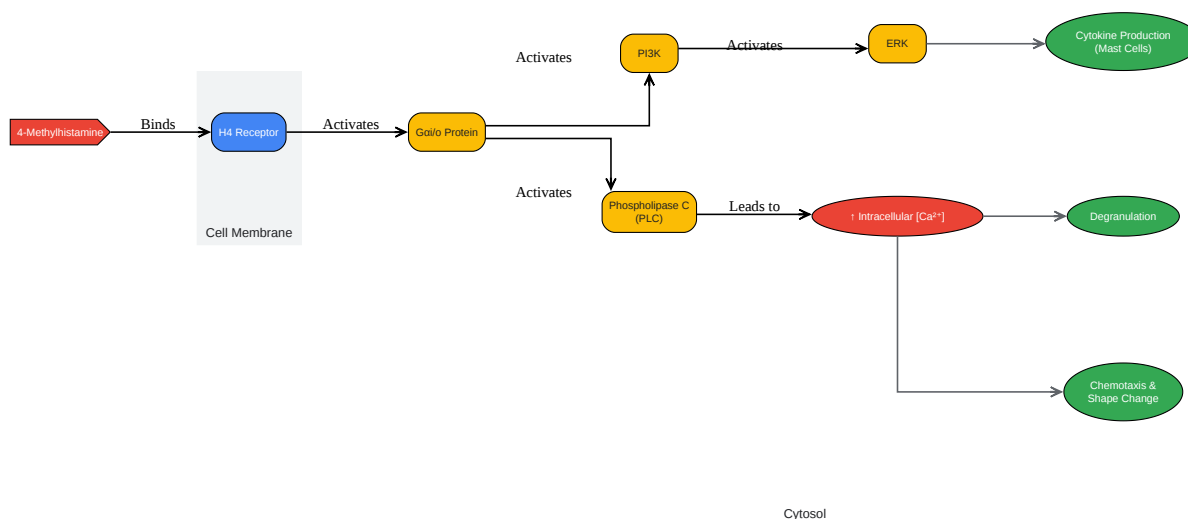 4-Methylhistamine
Binds
H4 Receptor
Cell Membrane
Activates
Gαi/o Protein
Activates
PI3K
Activates
ERK
Cytokine Production
(Mast Cells)
Activates
Phospholipase C
(PLC)
Leads to
↑ Intracellular [Ca²⁺]
Degranulation
Chemotaxis &
Shape Change
Cytosol